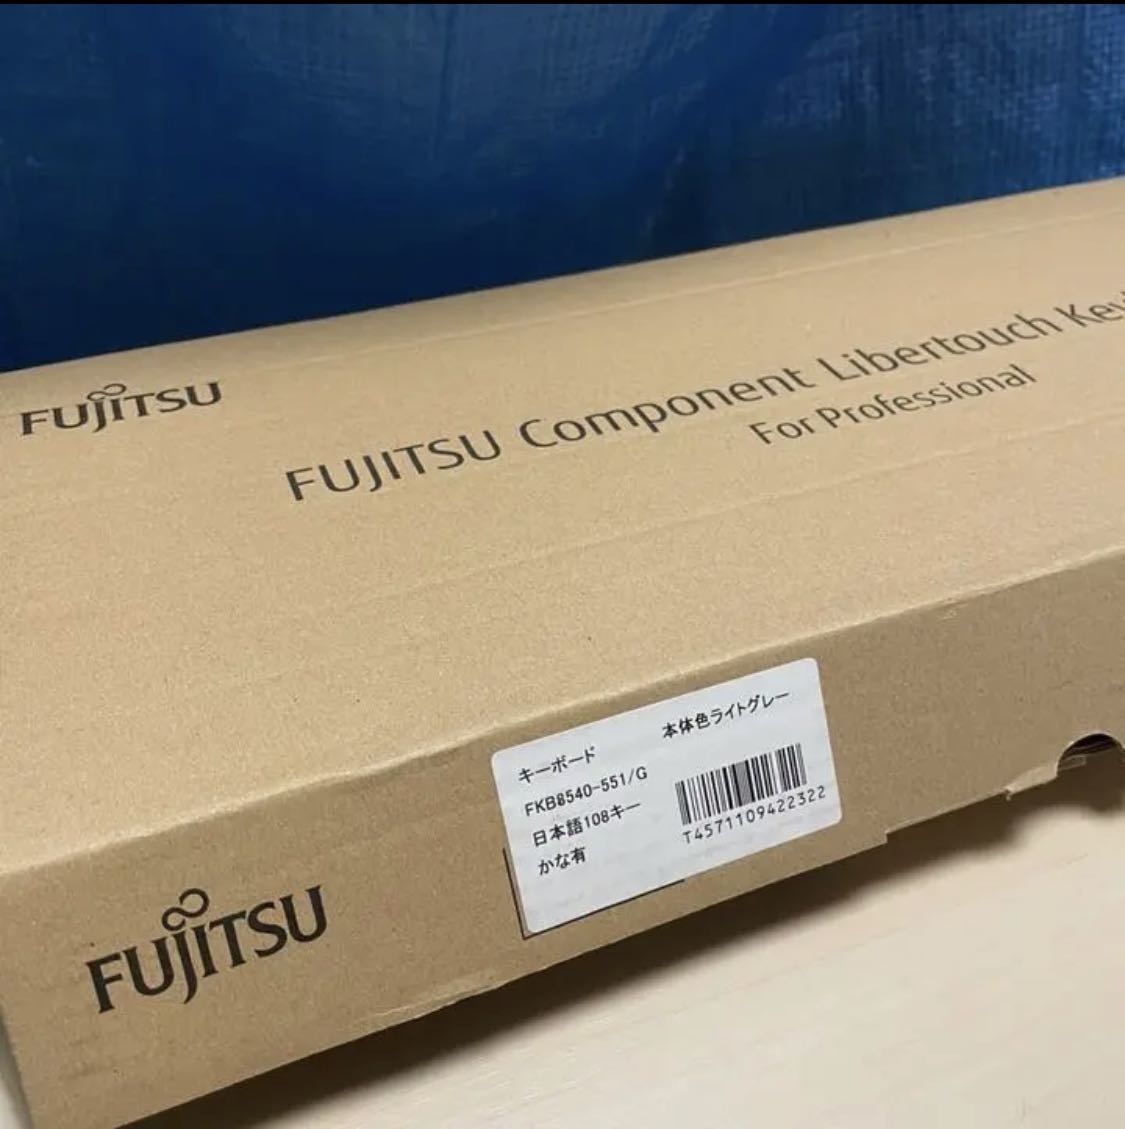 FUJITSU
FUJITSU Component Libertouch
For Professional
キーボード 本体色ライトグレー
FKB8540-551/G
日本語108キー
かな有
T4571109422322
FUJITSU